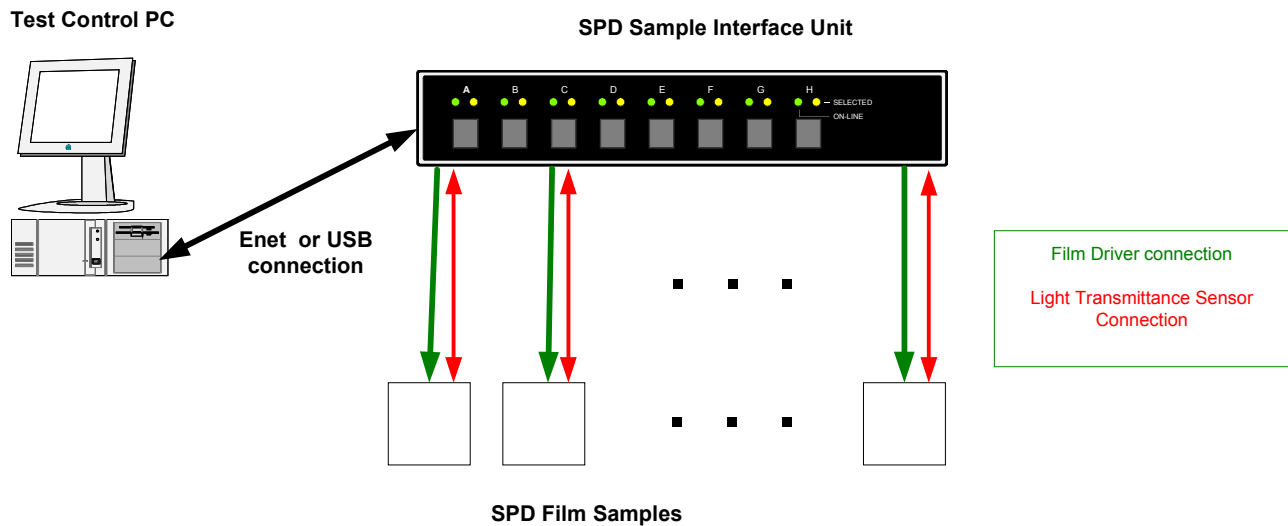 Test Control PC
SPD Sample Interface Unit
A B C D E F G H
SELECTED
ON-LINE
Enet or USB
connection
Film Driver connection
Light Transmittance Sensor
Connection
SPD Film Samples